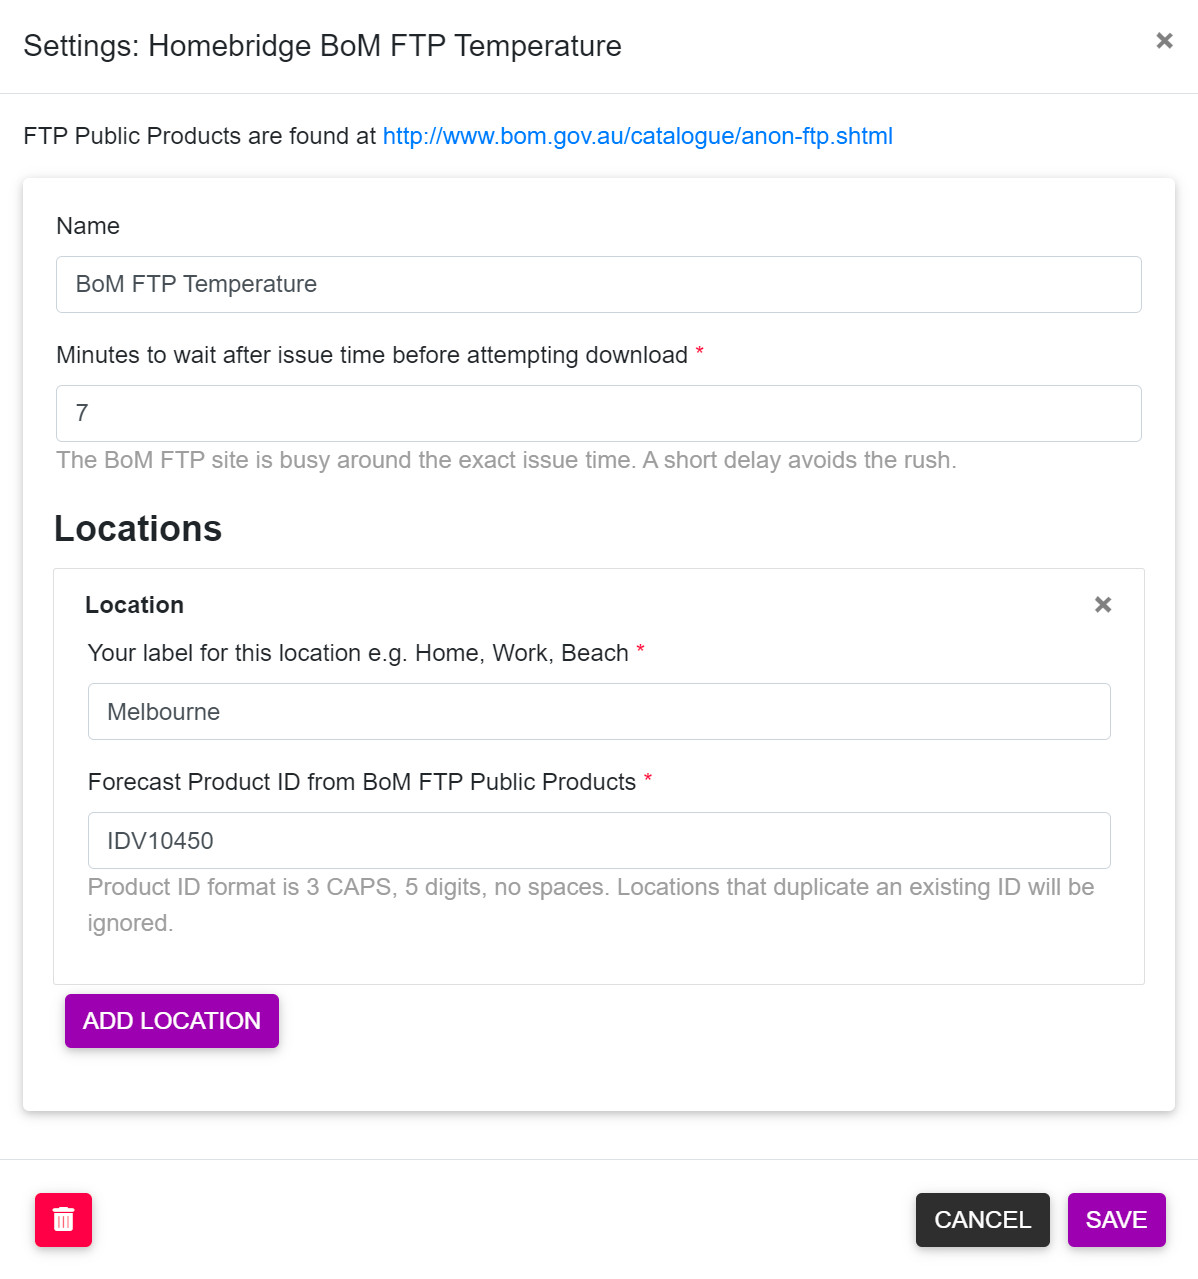 Settings: Homebridge BoM FTP Temperature
FTP Public Products are found at http://www.bom.gov.au/catalogue/anon-ftp.shtml
Name
BoM FTP Temperature
Minutes to wait after issue time before attempting download *
7
The BoM FTP site is busy around the exact issue time. A short delay avoids the rush.
Locations
Location
Your label for this location e.g. Home, Work, Beach *
Melbourne
Forecast Product ID from BoM FTP Public Products *
IDV10450
Product ID format is 3 CAPS, 5 digits, no spaces. Locations that duplicate an existing ID will be
ignored.
ADD LOCATION
CANCEL
SAVE